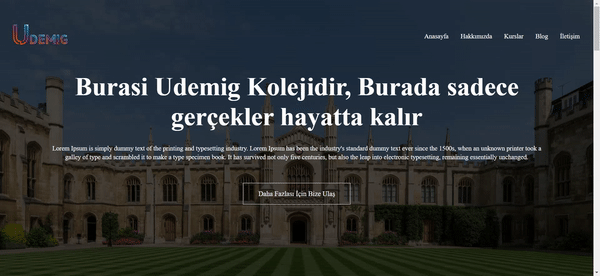 UDEMIG
Anasayfa Hakkımızda Kurslar Blog İletişim
Burasi Udemig Kolejidir, Burada sadece
gerçekler hayatta kalır
Lorem Ipsum is simply dummy text of the printing and typesetting industry. Lorem Ipsum has been the industry's standard dummy text ever since the 1500s, when an unknown printer took a
galley of type and scrambled it to make a type specimen book. It has survived not only five centuries, but also the leap into electronic typesetting, remaining essentially unchanged.
Daha Fazlası İçin Bize Ulaş